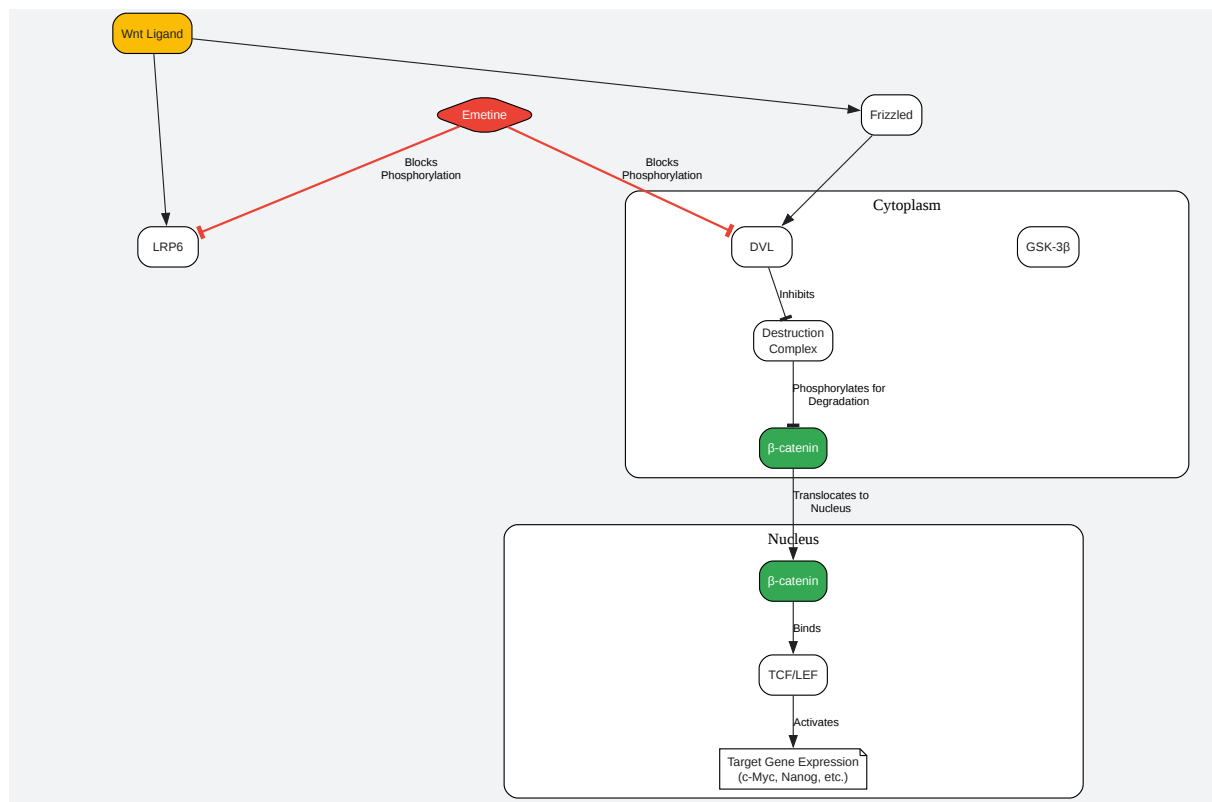 Wnt Ligand
Emetine
Frizzled
Blocks
Phosphorylation
Blocks
Phosphorylation
Cytoplasm
LRP6
DVL
GSK-3β
Inhibits
Destruction
Complex
Phosphorylates for
Degradation
β-catenin
Translocates to
Nucleus
Nucleus
β-catenin
Binds
TCF/LEF
Activates
Target Gene Expression
(c-Myc, Nanog, etc.)